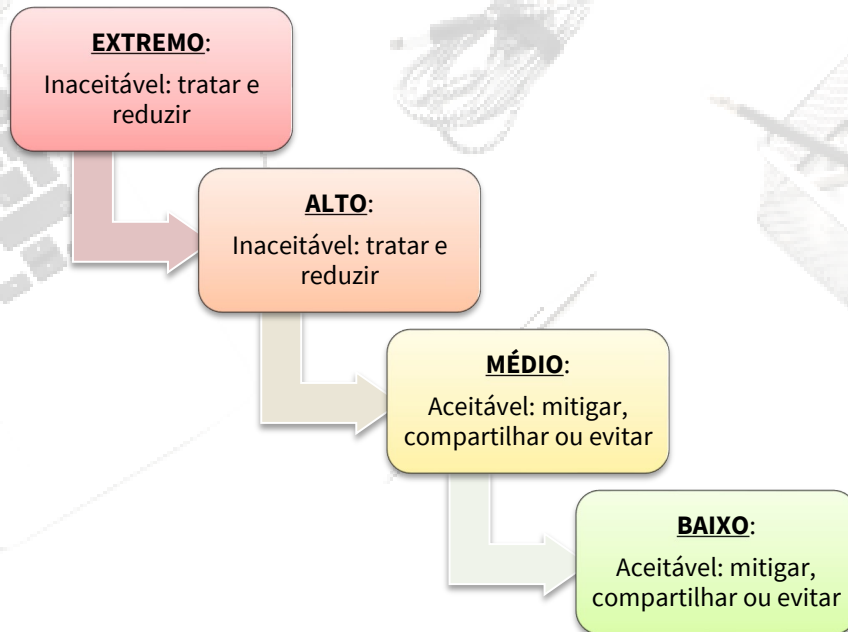 EXTREMO:
Inaceitável: tratar e
reduzir
ALTO:
Inaceitável: tratar e
reduzir
MÉDIO:
Aceitável: mitigar,
compartilhar ou evitar
BAIXO:
Aceitável: mitigar,
compartilhar ou evitar